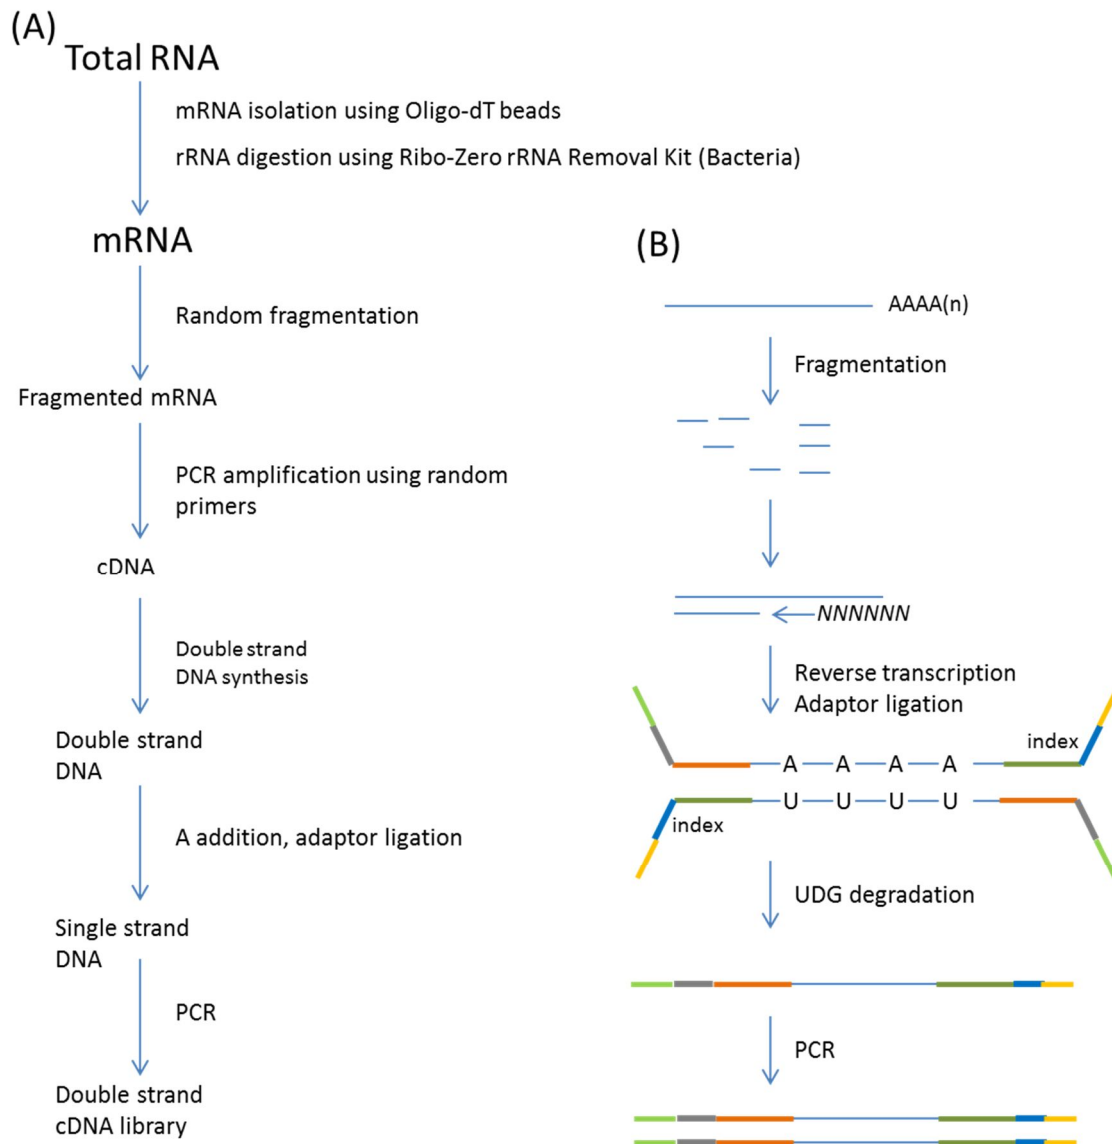 (A)
Total RNA
mRNA isolation using Oligo-dT beads
rRNA digestion using Ribo-Zero rRNA Removal Kit (Bacteria)
mRNA
Random fragmentation
Fragmented mRNA
PCR amplification using random
primers
cDNA
Double strand
DNA synthesis
Double strand
DNA
A addition, adaptor ligation
Single strand
DNA
PCR
Double strand
cDNA library
(B)
AAAA(n)
Fragmentation
NNNNNN
Reverse transcription
Adaptor ligation
index
A A A A
U U U U
index
UDG degradation
PCR